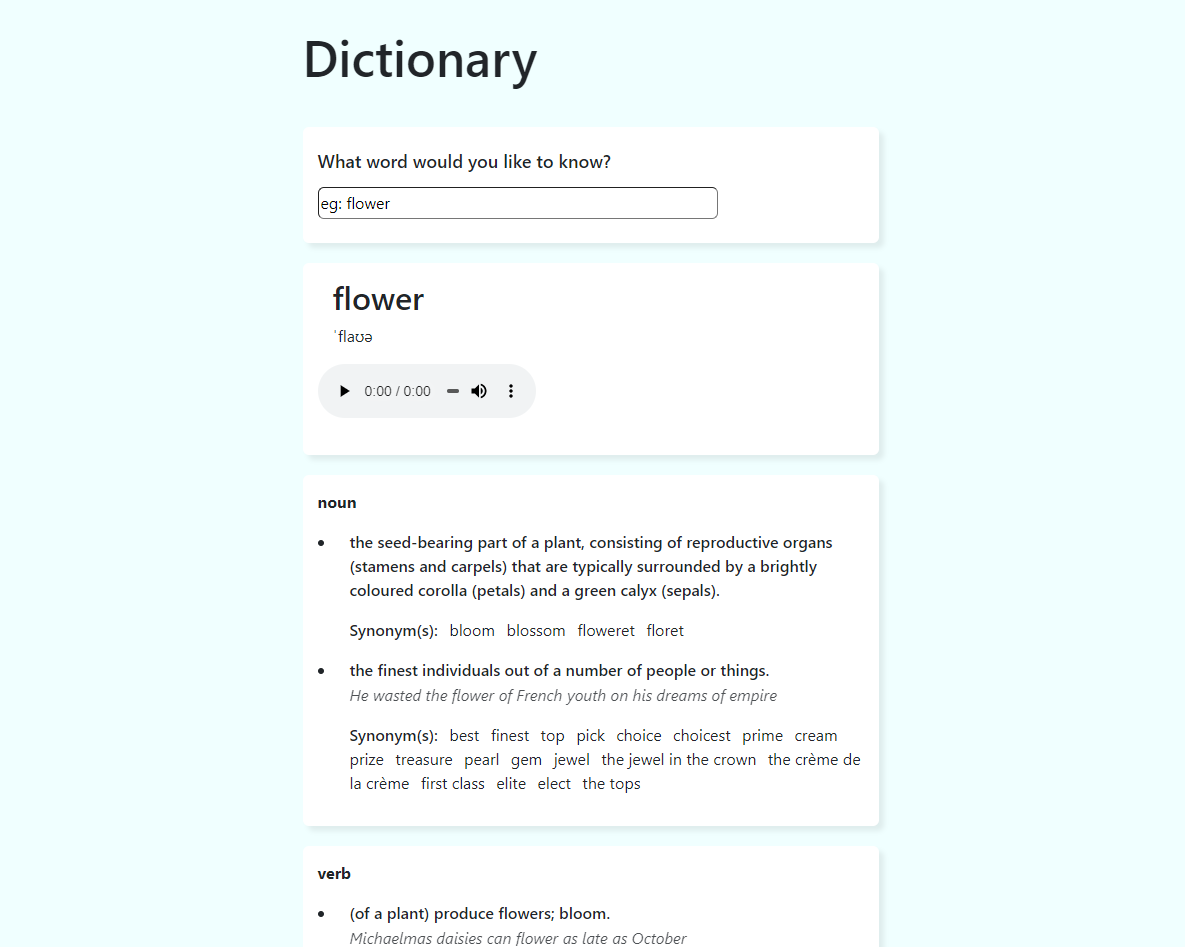 Dictionary
What word would you like to know?
eg: flower
flower
ˈflaʊə
0:00 / 0:00
noun
• the seed-bearing part of a plant, consisting of reproductive organs
(stamens and carpels) that are typically surrounded by a brightly
coloured corolla (petals) and a green calyx (sepals).
Synonym(s): bloom blossom floweret floret
• the finest individuals out of a number of people or things.
He wasted the flower of French youth on his dreams of empire
Synonym(s): best finest top pick choice choicest prime cream
prize treasure pearl gem jewel the jewel in the crown the crème de
la crème first class elite elect the tops
verb
• (of a plant) produce flowers; bloom.
Michaelmas daisies can flower as late as October